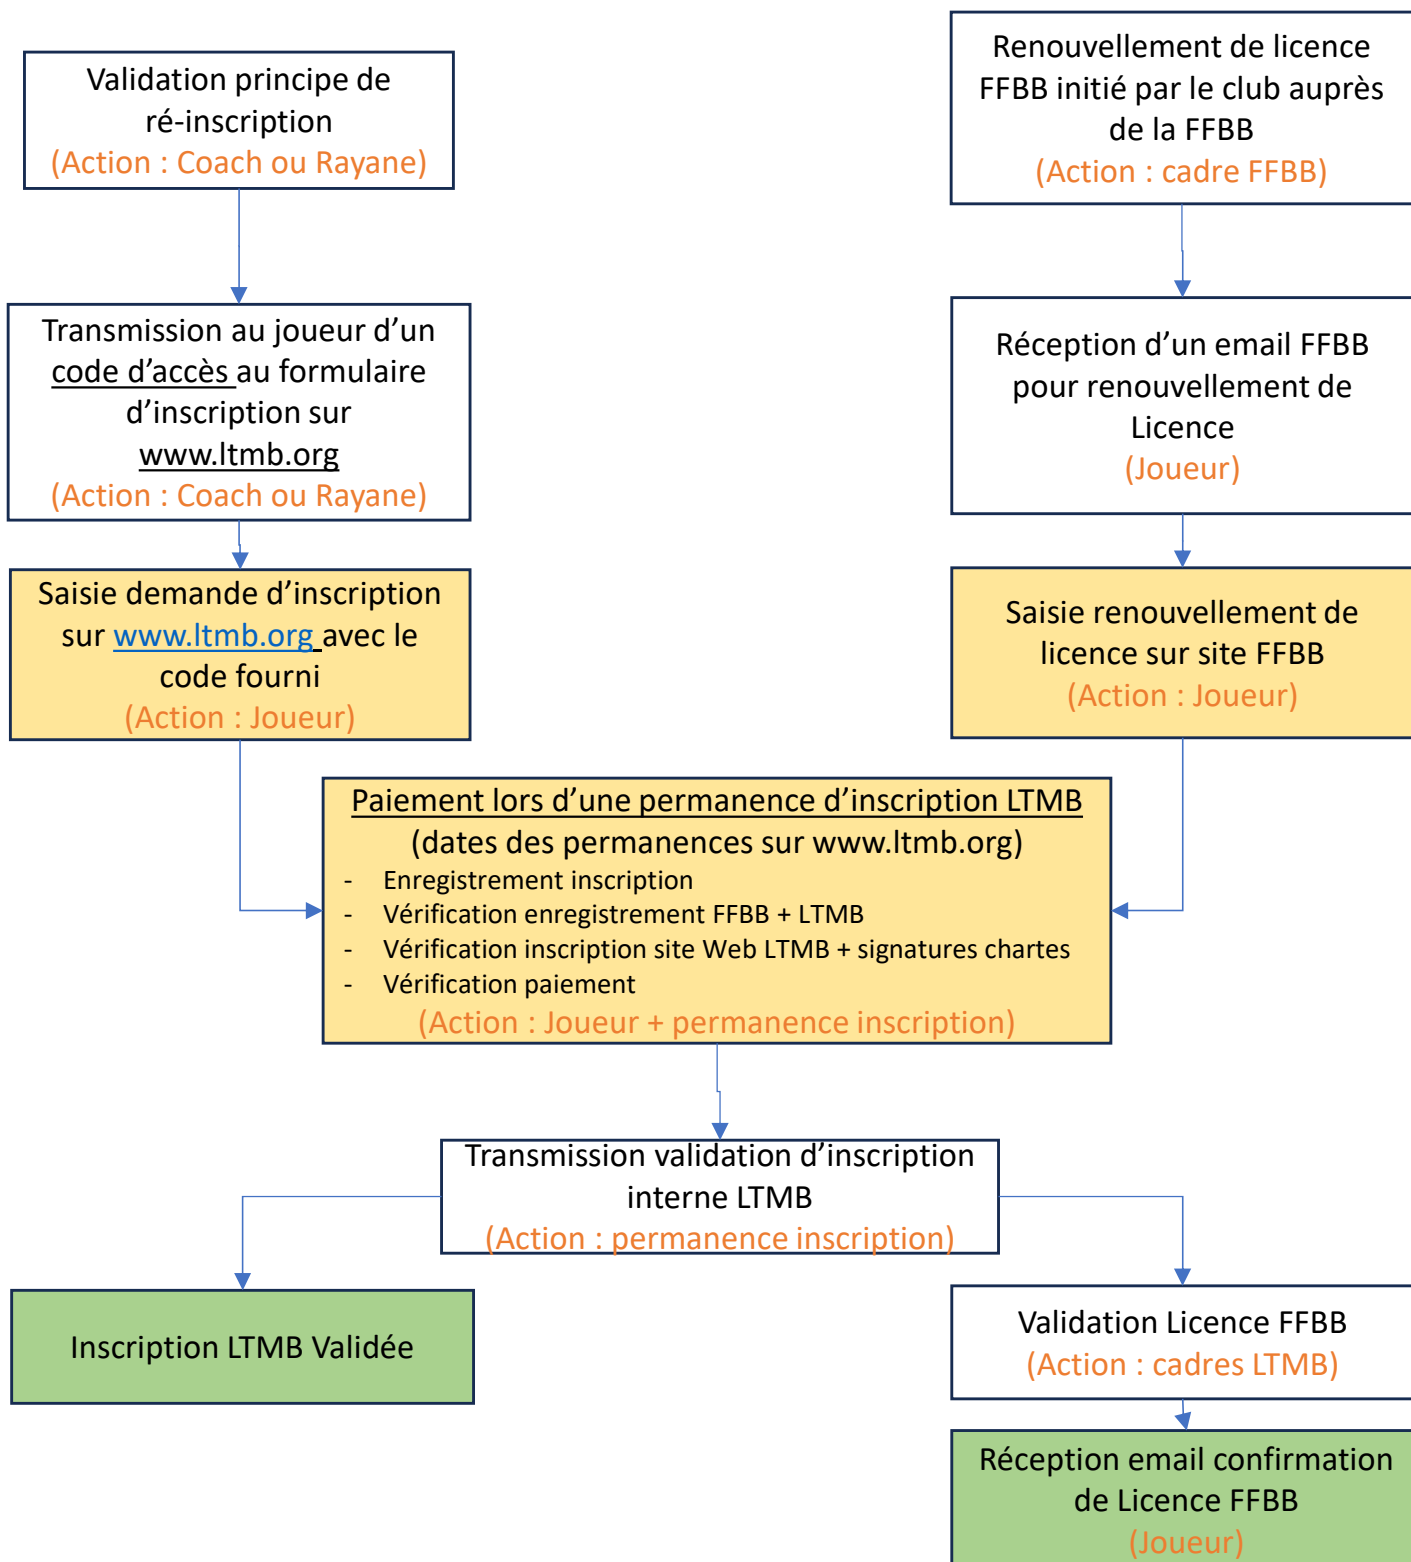 Validation principe de
ré-inscription
(Action : Coach ou Rayane)
Renouvellement de licence
FFBB initié par le club auprès
de la FFBB
(Action : cadre FFBB)
Transmission au joueur d’un
code d’accès au formulaire
d’inscription sur
www.ltmb.org
(Action : Coach ou Rayane)
Réception d’un email FFBB
pour renouvellement de
Licence
(Joueur)
Saisie demande d’inscription
sur www.ltmb.org avec le
code fourni
(Action : Joueur)
Saisie renouvellement de
licence sur site FFBB
(Action : Joueur)
Paiement lors d’une permanence d’inscription LTMB
(dates des permanences sur www.ltmb.org)
- Enregistrement inscription
- Vérification enregistrement FFBB + LTMB
- Vérification inscription site Web LTMB + signatures chartes
- Vérification paiement
(Action : Joueur + permanence inscription)
Transmission validation d’inscription
interne LTMB
(Action : permanence inscription)
Inscription LTMB Validée
Validation Licence FFBB
(Action : cadres LTMB)
Réception email confirmation
de Licence FFBB
(Joueur)